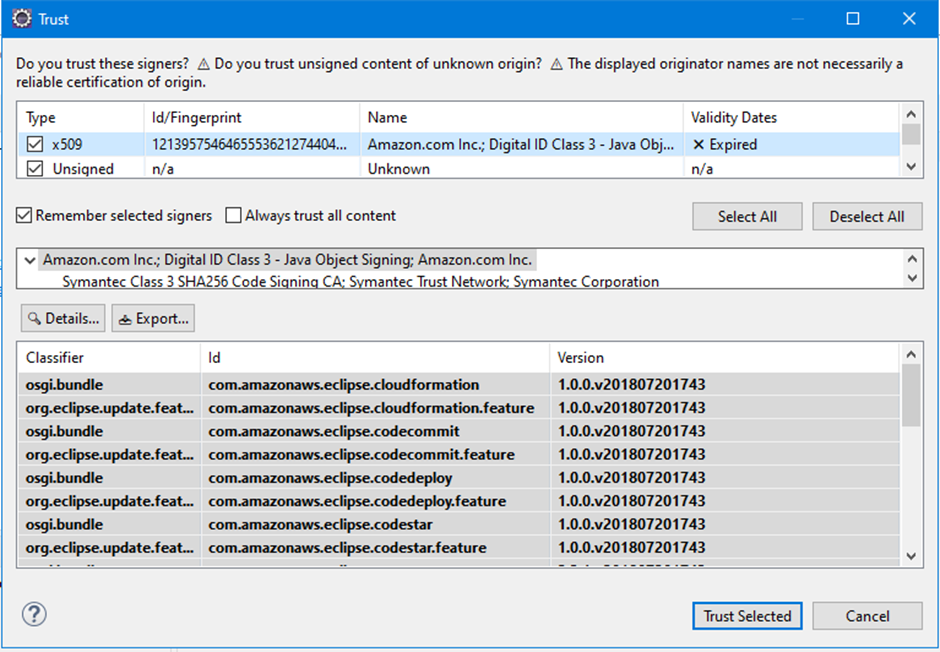 Trust
Do you trust these signers? ⚠ Do you trust unsigned content of unknown origin? ⚠ The displayed originator names are not necessarily a
reliable certification of origin.
Type Id/Fingerprint Name Validity Dates
x509 1213957546465553621274404... Amazon.com Inc.; Digital ID Class 3 - Java Obj... ✕ Expired
Unsigned n/a Unknown n/a
Remember selected signers Always trust all content Select All Deselect All
Amazon.com Inc.; Digital ID Class 3 - Java Object Signing; Amazon.com Inc.
Symantec Class 3 SHA256 Code Signing CA; Symantec Trust Network; Symantec Corporation
Details... Export...
Classifier Id Version
osgi.bundle com.amazonaws.eclipse.cloudformation 1.0.0.v201807201743
org.eclipse.update.feat... com.amazonaws.eclipse.cloudformation.feature 1.0.0.v201807201743
osgi.bundle com.amazonaws.eclipse.codecommit 1.0.0.v201807201743
org.eclipse.update.feat... com.amazonaws.eclipse.codecommit.feature 1.0.0.v201807201743
osgi.bundle com.amazonaws.eclipse.codedeploy 1.0.0.v201807201743
org.eclipse.update.feat... com.amazonaws.eclipse.codedeploy.feature 1.0.0.v201807201743
osgi.bundle com.amazonaws.eclipse.codestar 1.0.0.v201807201743
org.eclipse.update.feat... com.amazonaws.eclipse.codestar.feature 1.0.0.v201807201743
? Trust Selected Cancel